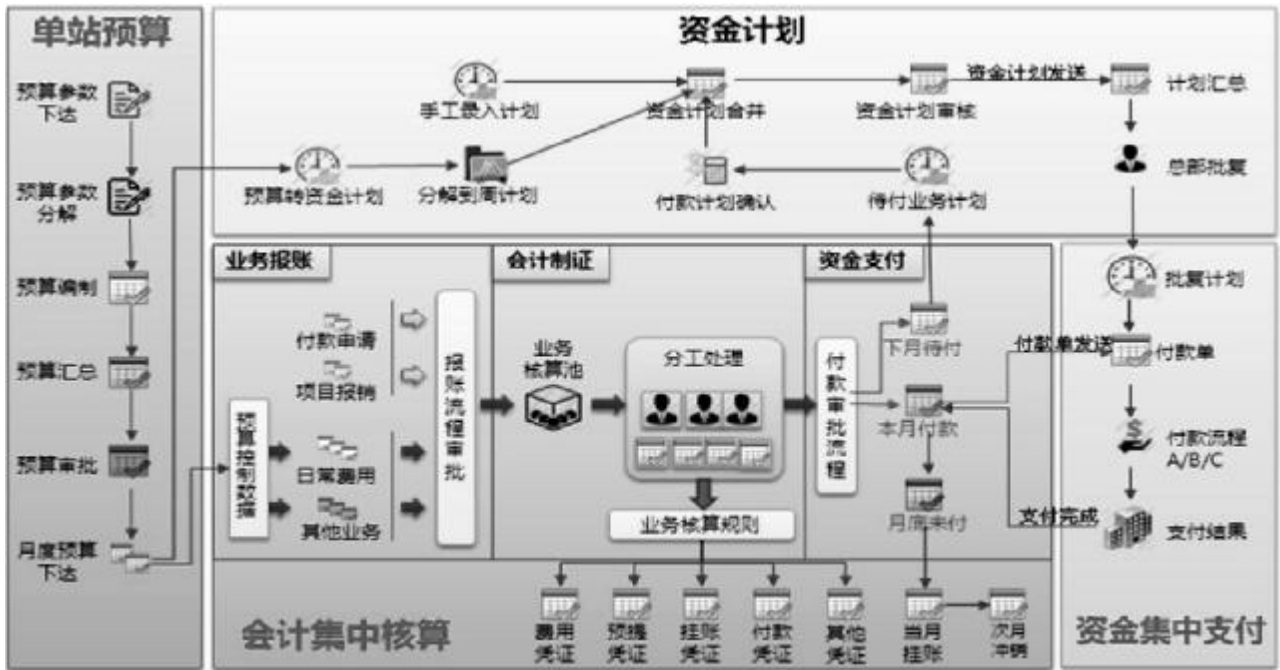 单站预算
预算参数
下达
预算参数
分解
预算编制
预算汇总
预算审批
月度预算
下达
资金计划
手工录入计划
资金计划合并
资金计划审核
资金计划发送
计划汇总
预算转资金计划
分解到周计划
付款计划确认
待付业务计划
总部批复
业务报账
付款申请
项目报销
预算控制数据
日常费用
其他业务
报账流程审批
会计制证
业务
核算池
分工处理
业务核算规则
资金支付
付款审批流程
下月待付
本月付款
月底未付
付款单发送
支付完成
批复计划
付款单
付款流程
A/B/C
支付结果
资金集中支付
会计集中核算
费用
凭证
预提
凭证
挂账
凭证
付款
凭证
其他
凭证
当月
挂账
次月
冲销